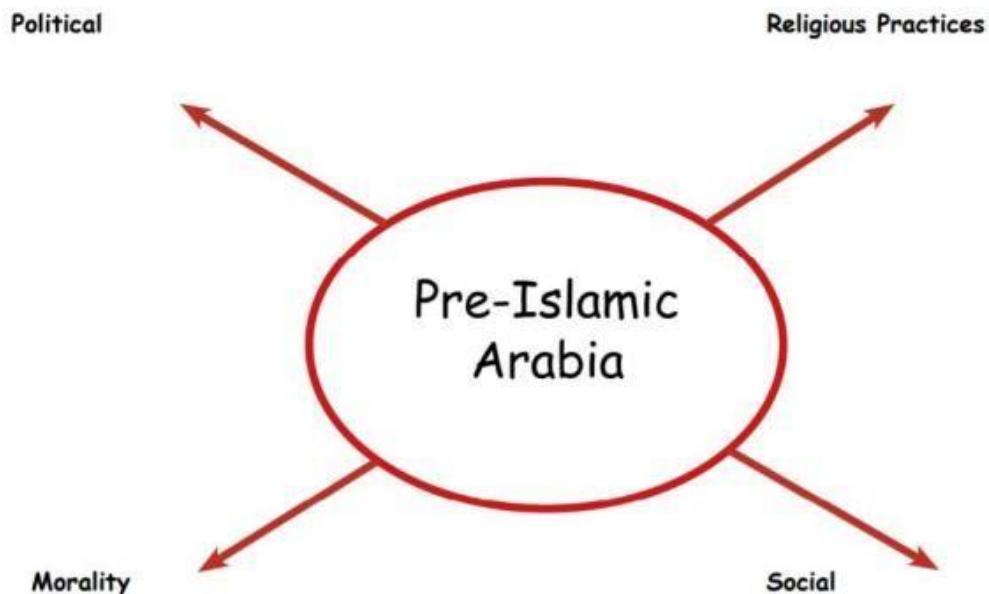 Political
Religious Practices
Pre-Islamic
Arabia
Morality
Social